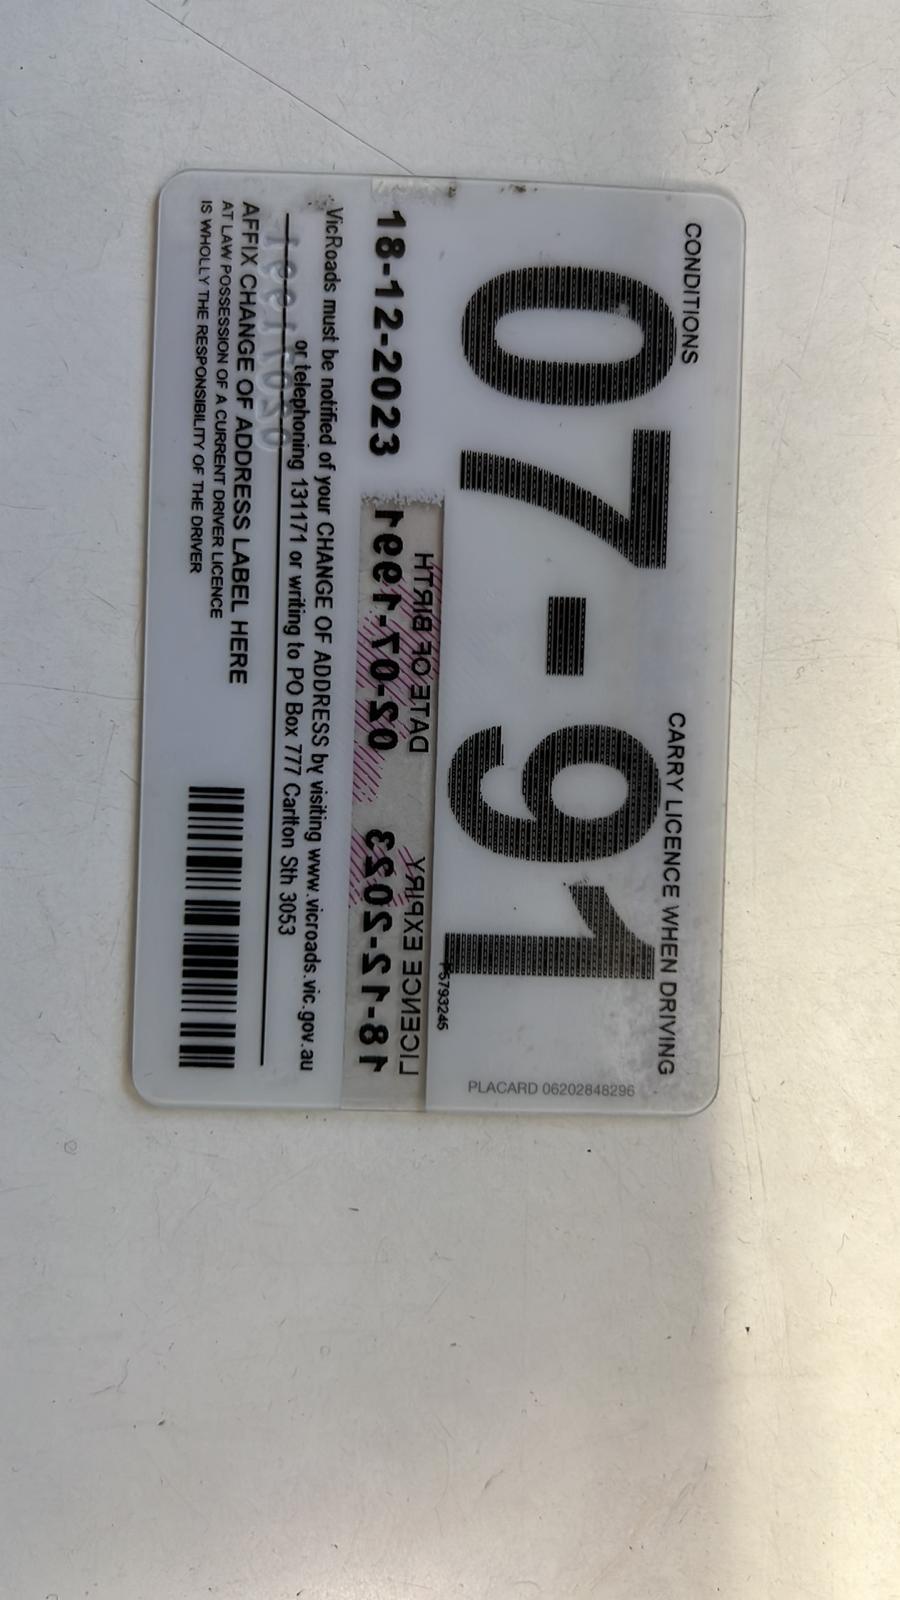 CONDITIONS
CARRY LICENCE WHEN DRIVING
07-91
PLACARD 06202848296
P5793245
DATE OF BIRTH
LICENCE EXPIRY
18-12-2023
02-07-1991
18-12-2023
VicRoads must be notified of your CHANGE OF ADDRESS by visiting www.vicroads.vic.gov.au
or telephoning 131171 or writing to PO Box 777 Carlton Sth 3053
AFFIX CHANGE OF ADDRESS LABEL HERE
AT LAW POSSESSION OF A CURRENT DRIVER LICENCE
IS WHOLLY THE RESPONSIBILITY OF THE DRIVER